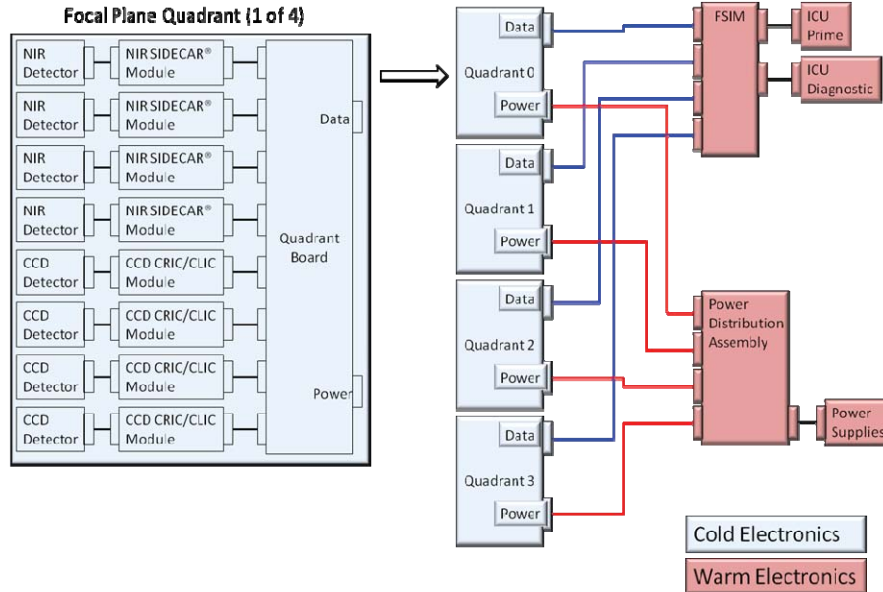 Focal Plane Quadrant (1 of 4)
NIR
Detector
NIR SIDECAR®
Module
NIR
Detector
NIR SIDECAR®
Module
NIR
Detector
NIR SIDECAR®
Module
NIR
Detector
NIR SIDECAR®
Module
CCD
Detector
CCD CRIC/CLIC
Module
CCD
Detector
CCD CRIC/CLIC
Module
CCD
Detector
CCD CRIC/CLIC
Module
CCD
Detector
CCD CRIC/CLIC
Module
Data
Quadrant
Board
Power
Data
Quadrant 0
Power
Data
Quadrant 1
Power
Data
Quadrant 2
Power
Data
Quadrant 3
Power
FSIM
ICU
Prime
ICU
Diagnostic
Power
Distribution
Assembly
Power
Supplies
Cold Electronics
Warm Electronics